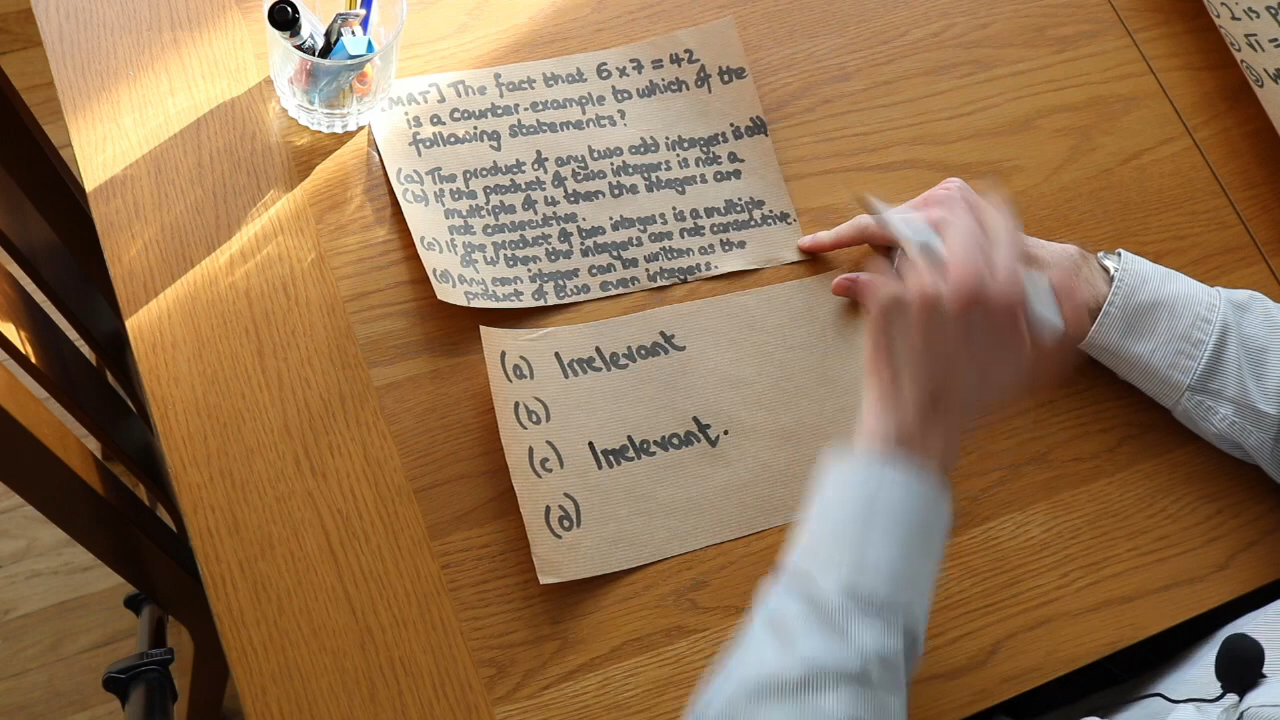 MAT] The fact that 6 x 7 = 42
is a counter-example to which of the
following statements?
(a) The product of any two odd integers is odd
(b) If the product of two integers is not a
multiple of 4 then the integers are
not consecutive.
(c) If the product of two integers is a multiple
of 4 then the integers are not consecutive.
(d) Any even integer can be written as the
product of two even integers.
(a) Irrelevant
(b)
(c) Irrelevant.
(d)
2 is
√1 =